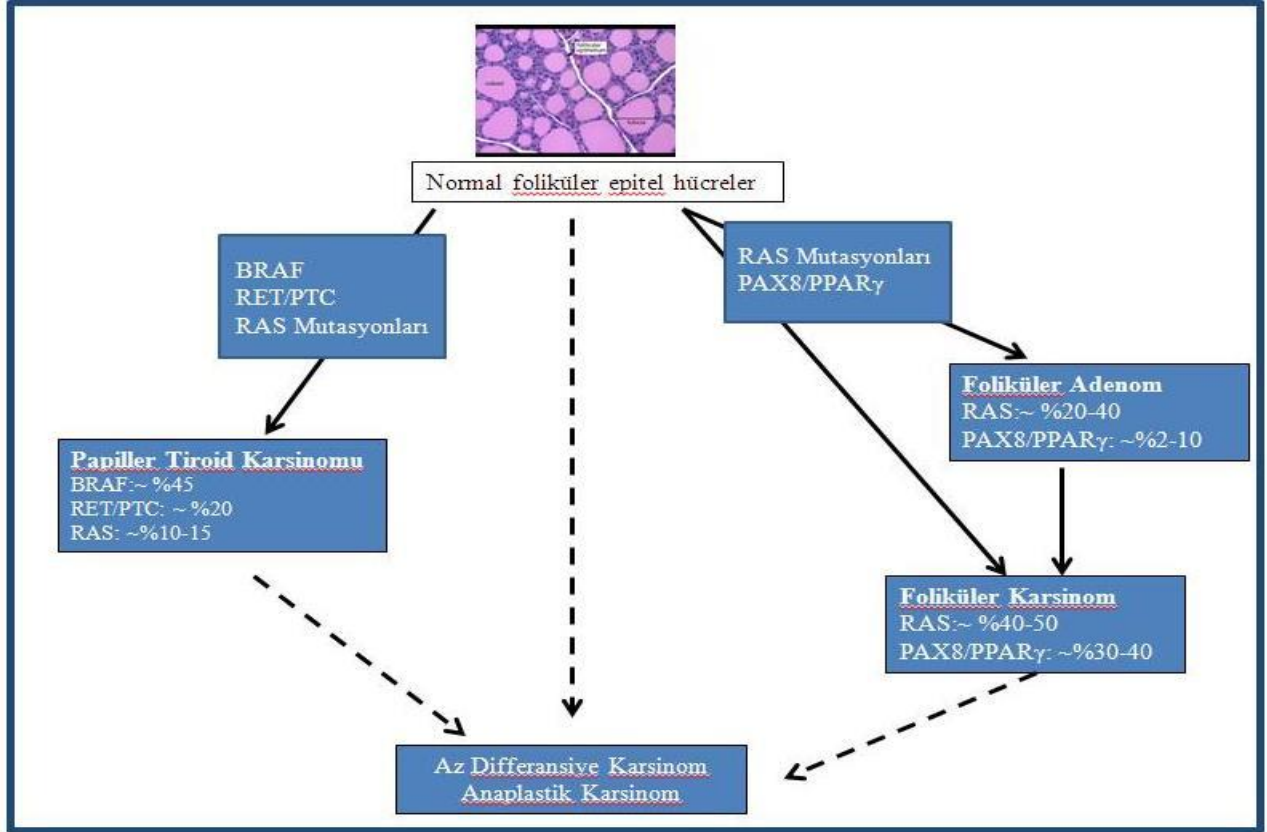 Normal foliküler epitel hücreler
BRAF
RET/PTC
RAS Mutasyonları
RAS Mutasyonları
PAX8/PPARγ
Foliküler Adenom
RAS:~ %20-40
PAX8/PPARγ: ~%2-10
Papiller Tiroid Karsinomu
BRAF:~ %45
RET/PTC: ~ %20
RAS: ~%10-15
Foliküler Karsinom
RAS:~ %40-50
PAX8/PPARγ: ~%30-40
Az Differansiye Karsinom
Anaplastik Karsinom